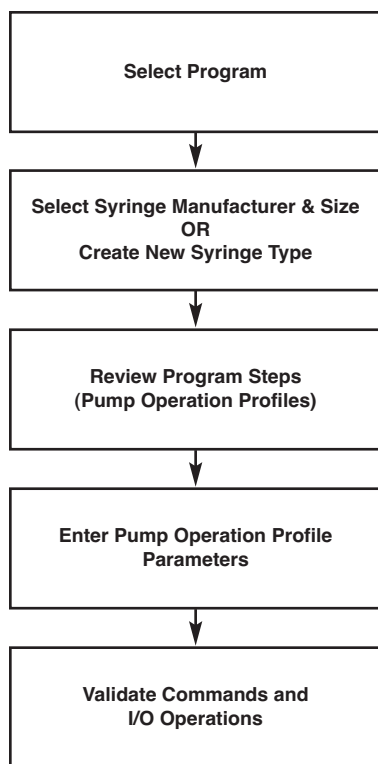 Select Program
Select Syringe Manufacturer & Size
OR
Create New Syringe Type
Review Program Steps
(Pump Operation Profiles)
Enter Pump Operation Profile
Parameters
Validate Commands and
I/O Operations